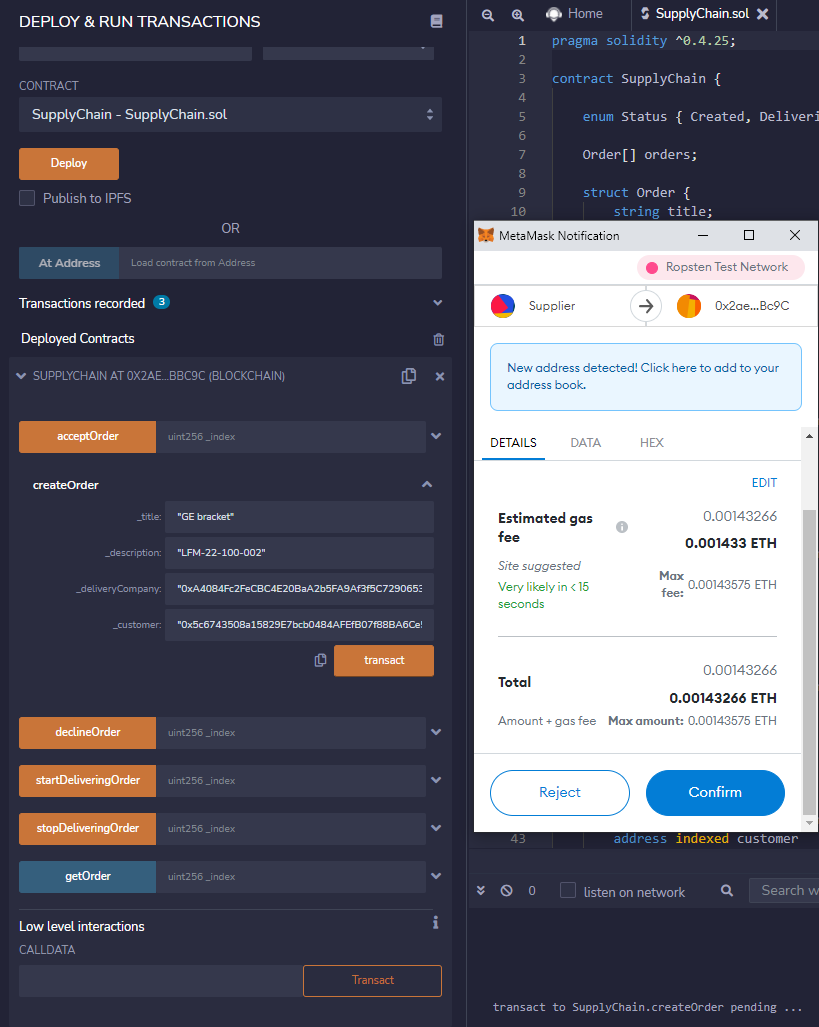 DEPLOY & RUN TRANSACTIONS
CONTRACT
SupplyChain - SupplyChain.sol
Deploy
Publish to IPFS
OR
At Address
Load contract from Address
Transactions recorded 3
Deployed Contracts
SUPPLYCHAIN AT 0X2AE...BBC9C (BLOCKCHAIN)
acceptOrder
uint256 _index
createOrder
_title:
"GE bracket"
_description:
"LFM-22-100-002"
_deliveryCompany:
"0xA4084Fc2FeCBC4E20BaA2b5FA9Af3f5C7290653
_customer:
"0x5c6743508a15829E7bcb0484AFEfB07f88BA6Ce5
transact
declineOrder
uint256 _index
startDeliveringOrder
uint256 _index
stopDeliveringOrder
uint256 _index
getOrder
uint256 _index
Low level interactions
i
CALLDATA
Transact
Home
SupplyChain.sol
1 pragma solidity ^0.4.25;
2
3 contract SupplyChain {
4
5 enum Status { Created, Deliveri
6
7 Order[] orders;
8
9 struct Order {
10 string title;
MetaMask Notification
Ropsten Test Network
Supplier
0x2ae...Bc9C
New address detected! Click here to add to your
address book.
DETAILS
DATA
HEX
EDIT
Estimated gas
fee
i
0.00143266
0.001433 ETH
Site suggested
Very likely in < 15
seconds
Max
fee:
0.00143575 ETH
Total
0.00143266
0.00143266 ETH
Amount + gas fee
Max amount: 0.00143575 ETH
Reject
Confirm
43 address indexed customer
0
listen on network
Search w
transact to SupplyChain.createOrder pending ...